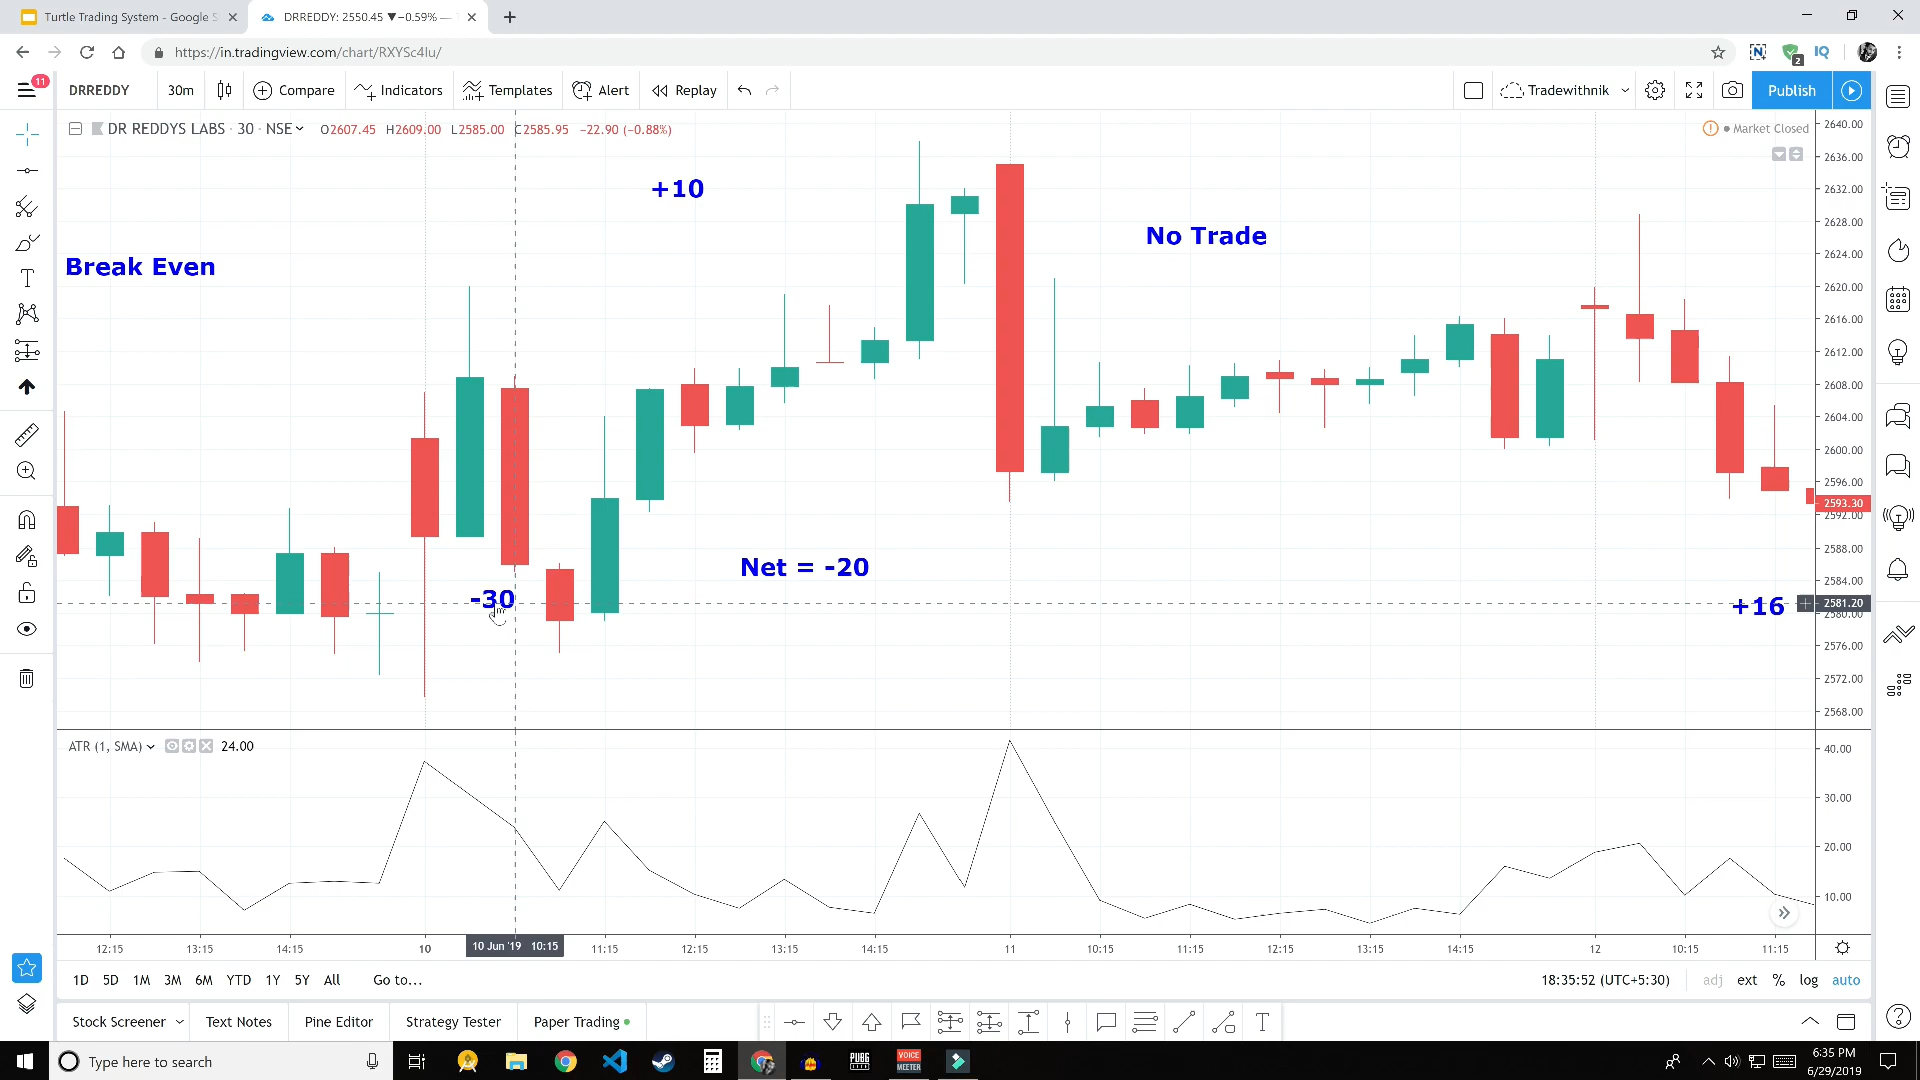 Turtle Trading System - Google S
DRREDDY: 2550.45 ▼−0.59% —
https://in.tradingview.com/chart/RXYSc4lu/
2
11
DRREDDY
30m
Compare
Indicators
Templates
Alert
Replay
Tradewithnik
Publish
DR REDDYS LABS · 30 · NSE
O2607.45 H2609.00 L2585.00 C2585.95 −22.90 (−0.88%)
Market Closed
+10
No Trade
Break Even
Net = -20
-30
+16
2640.00
2636.00
2632.00
2628.00
2624.00
2620.00
2616.00
2612.00
2608.00
2604.00
2600.00
2596.00
2593.30
2592.00
2588.00
2584.00
2581.20
2580.00
2576.00
2572.00
2568.00
ATR (1, SMA)
24.00
40.00
30.00
20.00
10.00
12:15 13:15 14:15 10 10 Jun '19 10:15 11:15 12:15 13:15 14:15 11 10:15 11:15 12:15 13:15 14:15 12 10:15 11:15
1D 5D 1M 3M 6M YTD 1Y 5Y All Go to...
18:35:52 (UTC+5:30)
adj ext % log auto
Stock Screener
Text Notes
Pine Editor
Strategy Tester
Paper Trading
Type here to search
PUBG
VOICE
MEETER
6:35 PM
6/29/2019